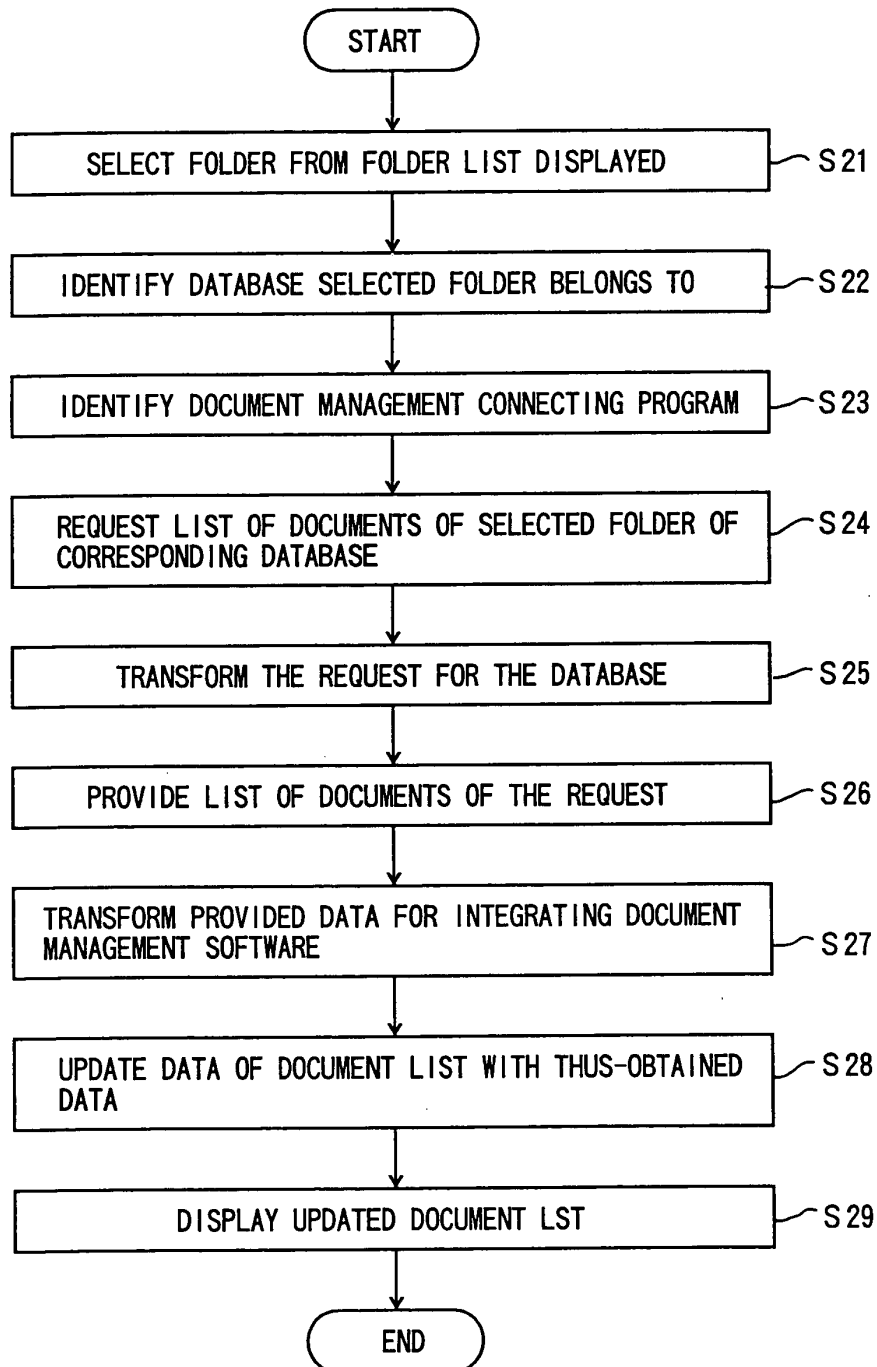 START
SELECT FOLDER FROM FOLDER LIST DISPLAYED S21
IDENTIFY DATABASE SELECTED FOLDER BELONGS TO S22
IDENTIFY DOCUMENT MANAGEMENT CONNECTING PROGRAM S23
REQUEST LIST OF DOCUMENTS OF SELECTED FOLDER OF S24
CORRESPONDING DATABASE
TRANSFORM THE REQUEST FOR THE DATABASE S25
PROVIDE LIST OF DOCUMENTS OF THE REQUEST S26
TRANSFORM PROVIDED DATA FOR INTEGRATING DOCUMENT
MANAGEMENT SOFTWARE S27
UPDATE DATA OF DOCUMENT LIST WITH THUS-OBTAINED S28
DATA
DISPLAY UPDATED DOCUMENT LST S29
END